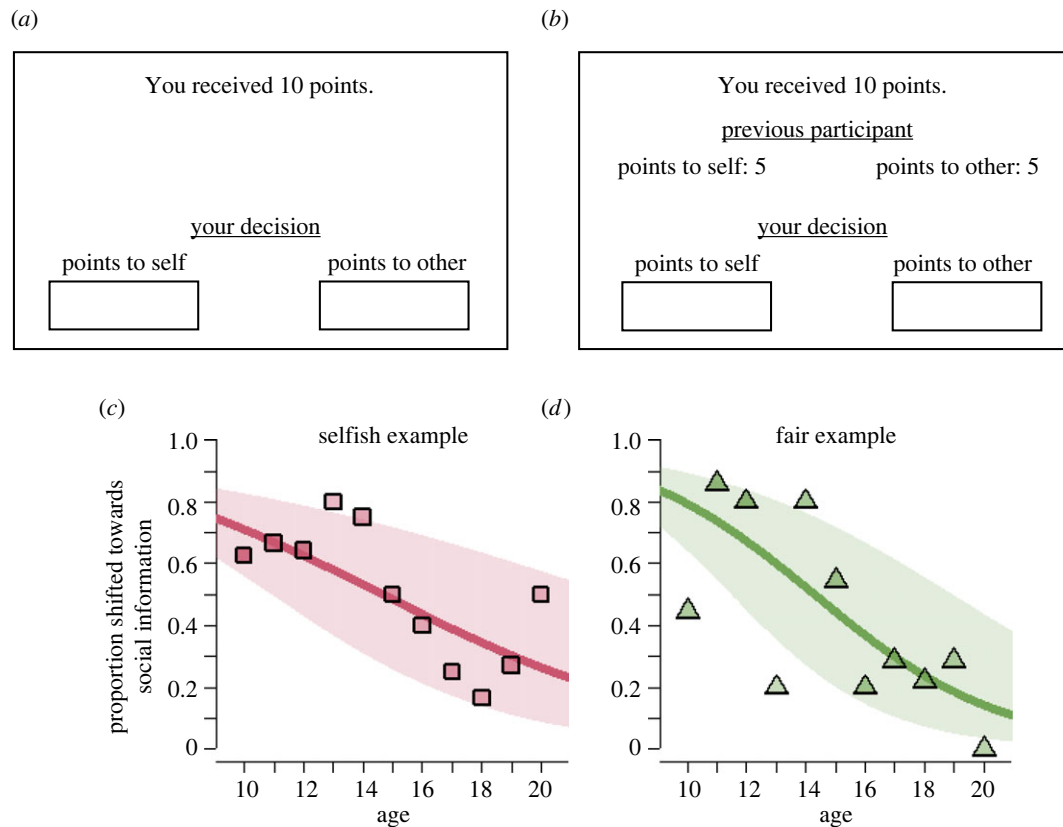 (a)
You received 10 points.
your decision
points to self points to other
(b)
You received 10 points.
previous participant
points to self: 5 points to other: 5
your decision
points to self points to other
(c)
selfish example
proportion shifted towards
social information
1.0
0.8
0.6
0.4
0.2
0
10 12 14 16 18 20
age
(d)
fair example
1.0
0.8
0.6
0.4
0.2
0
10 12 14 16 18 20
age